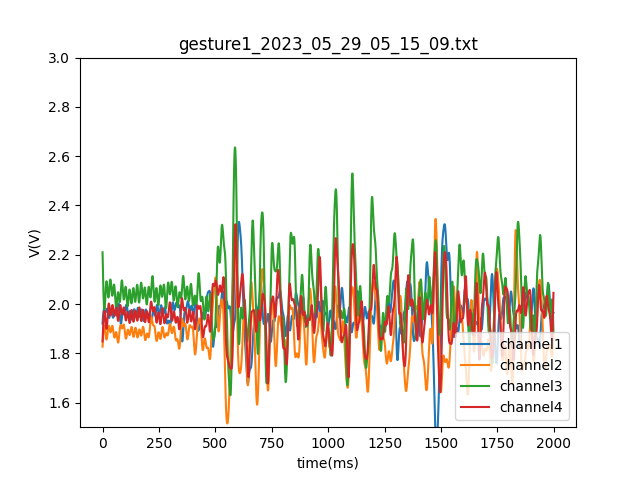 gesture1_2023_05_29_05_15_09.txt
3.0
2.8
2.6
2.4
2.2
2.0
1.8
1.6
V(V)
channel1
channel2
channel3
channel4
0 250 500 750 1000 1250 1500 1750 2000
time(ms)